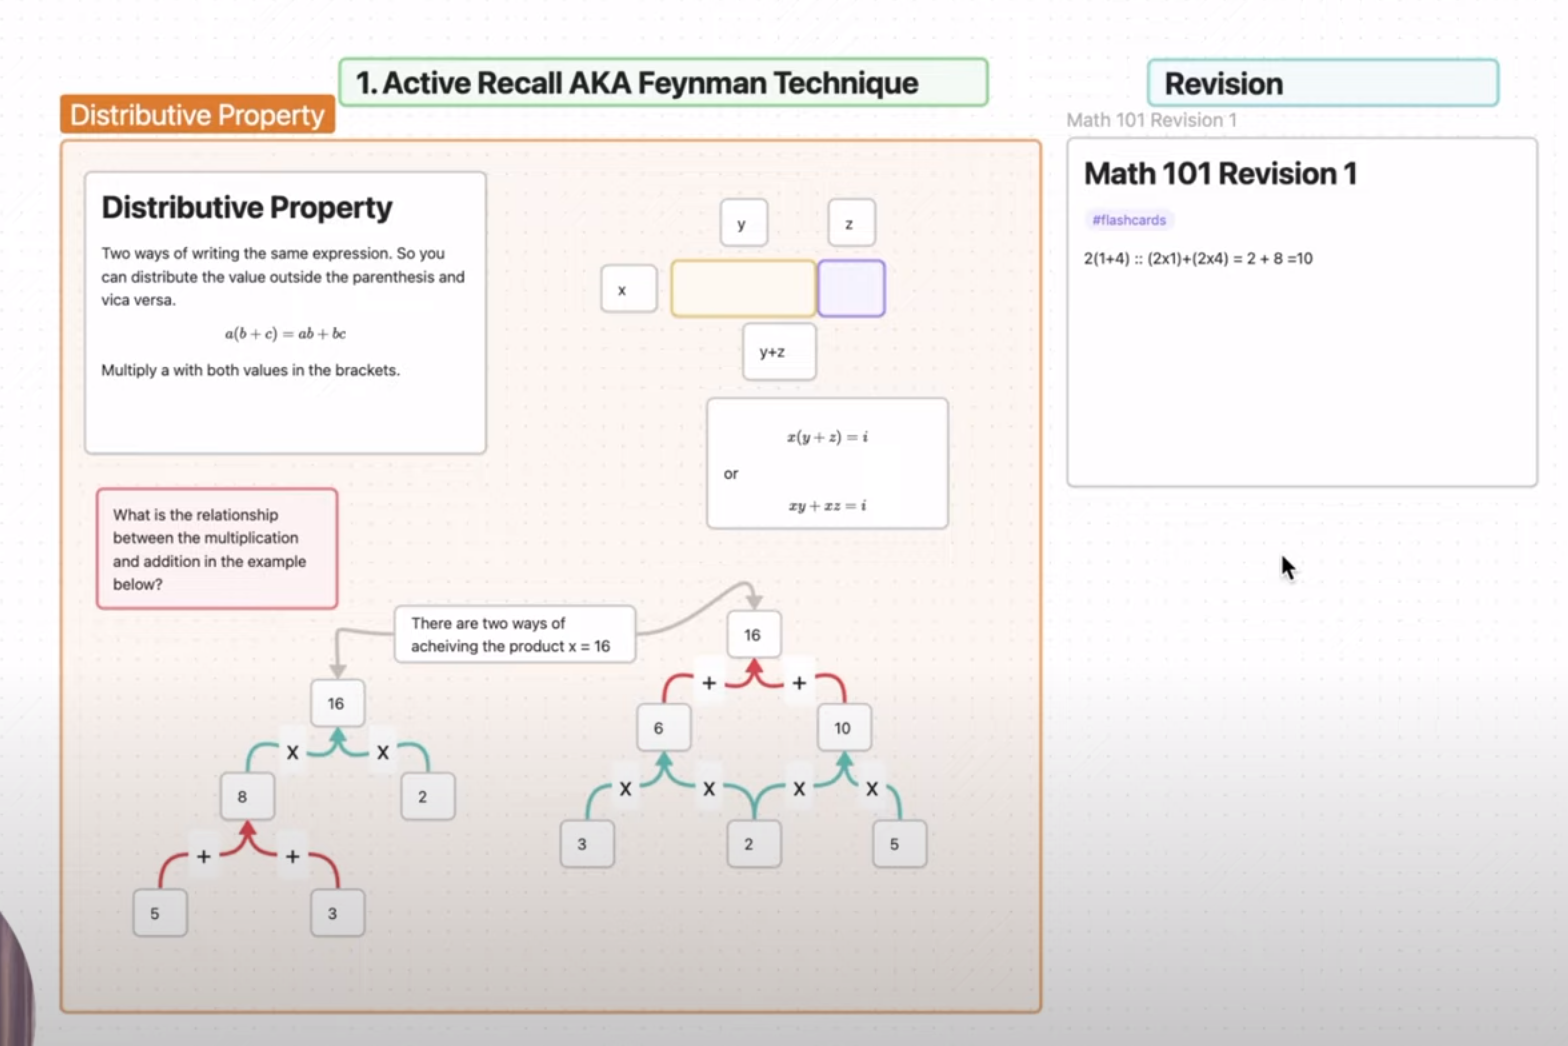 1. Active Recall AKA Feynman Technique
Revision
Distributive Property
Math 101 Revision 1
Distributive Property
Two ways of writing the same expression. So you
can distribute the value outside the parenthesis and
vica versa.
a(b + c) = ab + bc
Multiply a with both values in the brackets.
y
z
x
y+z
x(y + z) = i
or
xy + xz = i
What is the relationship
between the multiplication
and addition in the example
below?
There are two ways of
acheiving the product x = 16
16
X X
8 2
+ +
5 3
16
+ +
6 10
X X X X
3 2 5
Math 101 Revision 1
#flashcards
2(1+4) :: (2x1)+(2x4) = 2 + 8 =10